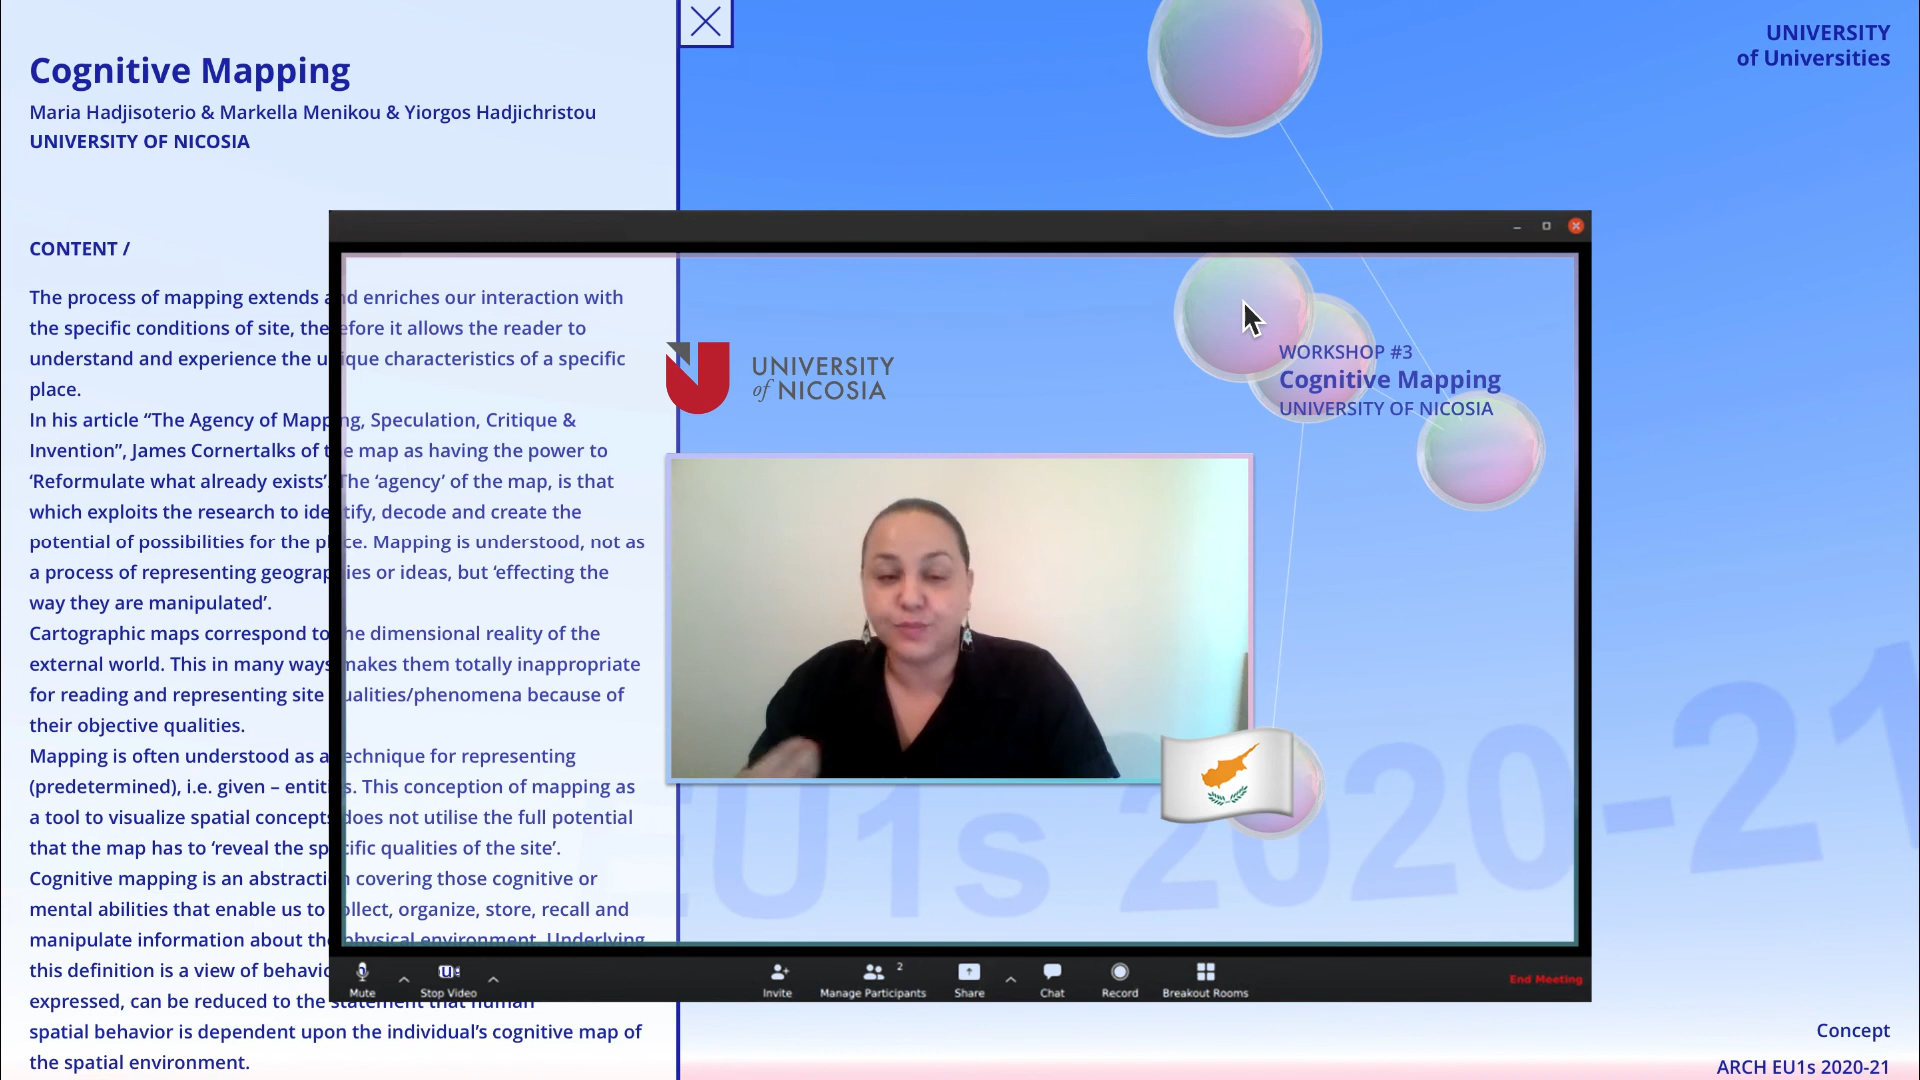 Cognitive Mapping
Maria Hadjisoterio & Markella Menikou & Yiorgos Hadjichristou
UNIVERSITY OF NICOSIA
CONTENT /
The process of mapping extends and enriches our interaction with
the specific conditions of site, therefore it allows the reader to
understand and experience the unique characteristics of a specific
place.
In his article “The Agency of Mapping, Speculation, Critique &
Invention”, James Cornertalks of the map as having the power to
‘Reformulate what already exists’. The ‘agency’ of the map, is that
which exploits the research to identify, decode and create the
potential of possibilities for the place. Mapping is understood, not as
a process of representing geographies or ideas, but ‘effecting the
way they are manipulated’.
Cartographic maps correspond to the dimensional reality of the
external world. This in many ways makes them totally inappropriate
for reading and representing site qualities/phenomena because of
their objective qualities.
Mapping is often understood as a technique for representing
(predetermined), i.e. given – entities. This conception of mapping as
a tool to visualize spatial concepts does not utilise the full potential
that the map has to ‘reveal the specific qualities of the site’.
Cognitive mapping is an abstraction covering those cognitive or
mental abilities that enable us to collect, organize, store, recall and
manipulate information about the physical environment. Underlying
this definition is a view of behavio
expressed, can be reduced to the statement that human
spatial behavior is dependent upon the individual’s cognitive map of
the spatial environment.
UNIVERSITY
of Universities
UNIVERSITY
of NICOSIA
WORKSHOP #3
Cognitive Mapping
UNIVERSITY OF NICOSIA
EU1s 2020-21
Mute
Stop Video
Invite
2
Manage Participants
Share
Chat
Record
Breakout Rooms
End Meeting
Concept
ARCH EU1s 2020-21